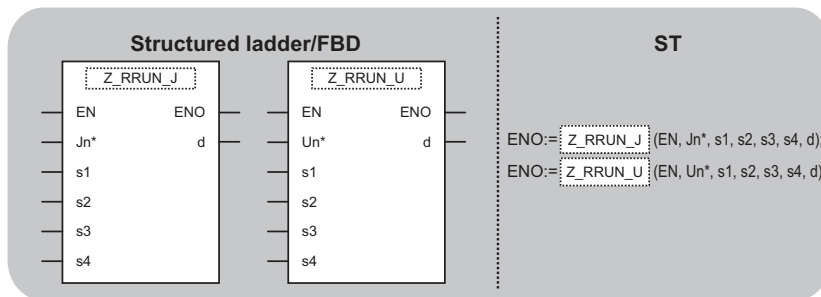 Structured ladder/FBD
ST
Z_RRUN_J
EN ENO
Jn* d
s1
s2
s3
s4
Z_RRUN_U
EN ENO
Un* d
s1
s2
s3
s4
ENO:= Z_RRUN_J (EN, Jn*, s1, s2, s3, s4, d);
ENO:= Z_RRUN_U (EN, Un*, s1, s2, s3, s4, d)